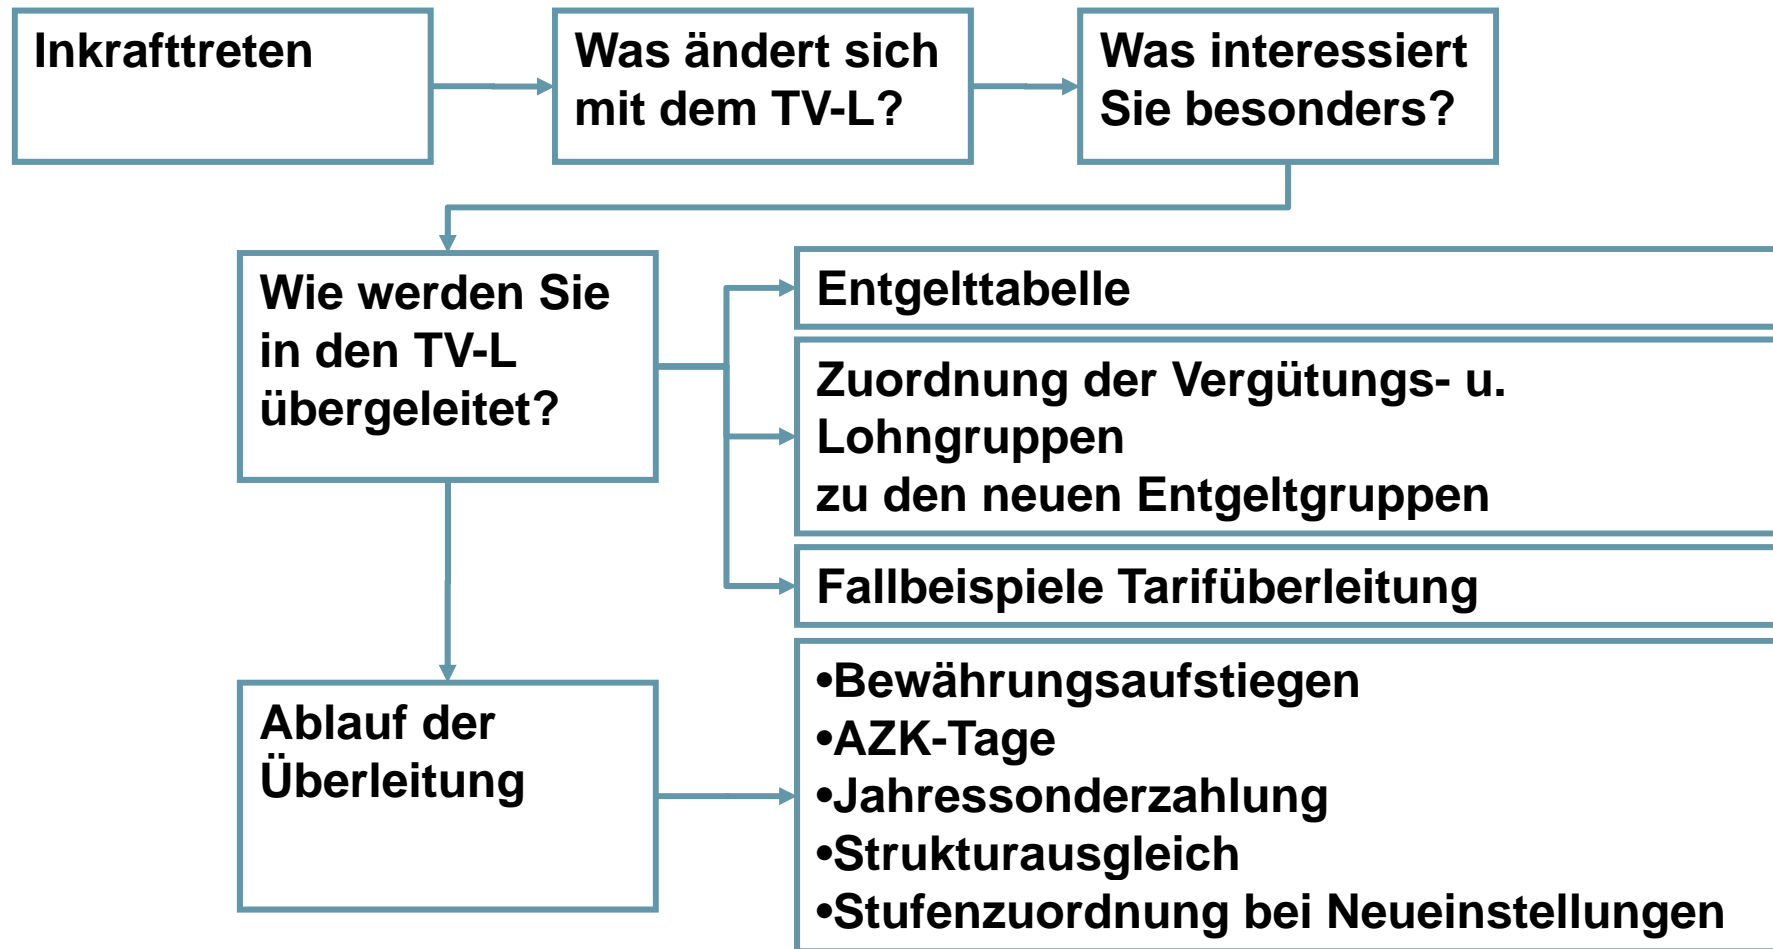 Inkrafttreten
Was ändert sich
mit dem TV-L?
Was interessiert
Sie besonders?
Wie werden Sie
in den TV-L
übergeleitet?
Entgelttabelle
Zuordnung der Vergütungs- u.
Lohngruppen
zu den neuen Entgeltgruppen
Fallbeispiele Tarifüberleitung
Ablauf der
Überleitung
•Bewährungsaufstiegen
•AZK-Tage
•Jahressonderzahlung
•Strukturausgleich
•Stufenzuordnung bei Neueinstellungen